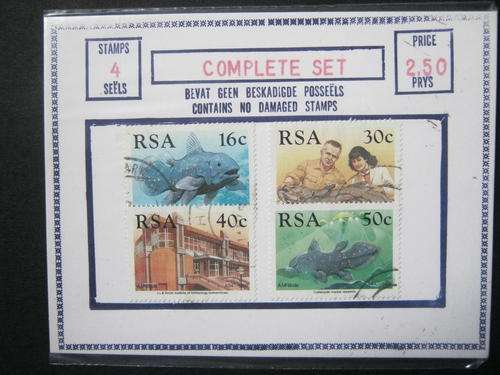 STAMPS
4
SEËLS
COMPLETE SET
PRICE
2,50
PRYS
BEVAT GEEN BESKADIGDE POSSEËLS
CONTAINS NO DAMAGED STAMPS
RSA 16c
RSA 30c
RSA 40c
RSA 50c